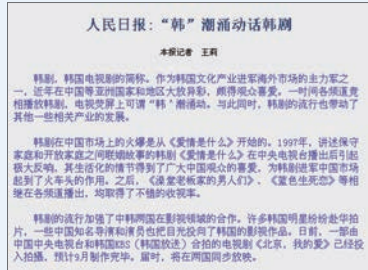 人民日报：“韩”潮涌动话韩剧
本报记者 王莉
韩剧，韩国电视剧的简称。作为韩国文化产业进军海外市场的主力军之
一，近年在中国等亚洲国家和地区大放异彩，颇得观众喜爱。一时间各频道竞
相播放韩剧，电视荧屏上可谓“韩’潮涌动。与此同时，韩剧的流行也带动了
其他一些相关产业的发展。
韩剧在中国市场上的火爆是从《爱情是什么》开始的。1997年，讲述保守
家庭和开放家庭之间联姻故事的韩剧《爱情是什么》在中央电视台播出后引起
极大反响。其生活化的情节得到了广大中国观众的喜爱，为韩剧进军中国市场
起到了火车头的作用。之后，《澡堂老板家的男人们》、《蓝色生死恋》等相
继在各频道播出，均取得了不错的收视率。
韩剧的流行加强了中韩两国在影视领域的合作。许多韩国明星纷纷赴华拍
片，一些中国知名导演和演员也把目光投向了韩国的影视作品。日前，一部由
中国中央电视台和韩国KBS（韩国放送）合拍的电视剧《北京，我的爱》已经投
入拍摄，预计9月制作完毕。届时，将在两国同步放映。